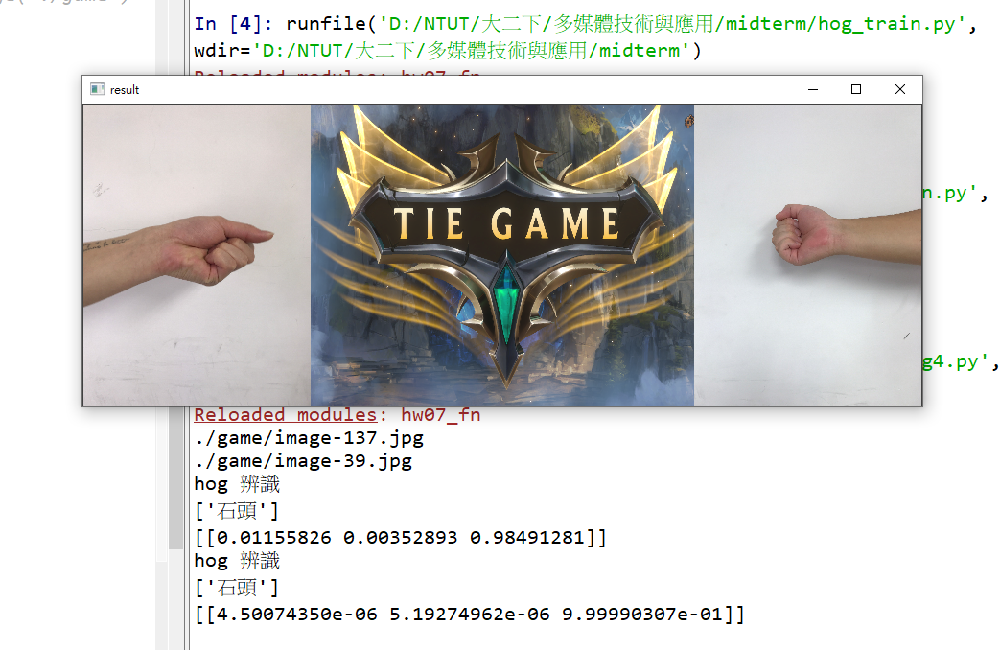 In [4]: runfile('D:/NTUT/大二下/多媒體技術與應用/midterm/hog_train.py',
wdir='D:/NTUT/大二下/多媒體技術與應用/midterm')
result
TIE GAME
n.py',
g4.py',
Reloaded modules: hw07_fn
./game/image-137.jpg
./game/image-39.jpg
hog 辨識
['石頭']
[[0.01155826 0.00352893 0.98491281]]
hog 辨識
['石頭']
[[4.50074350e-06 5.19274962e-06 9.99990307e-01]]